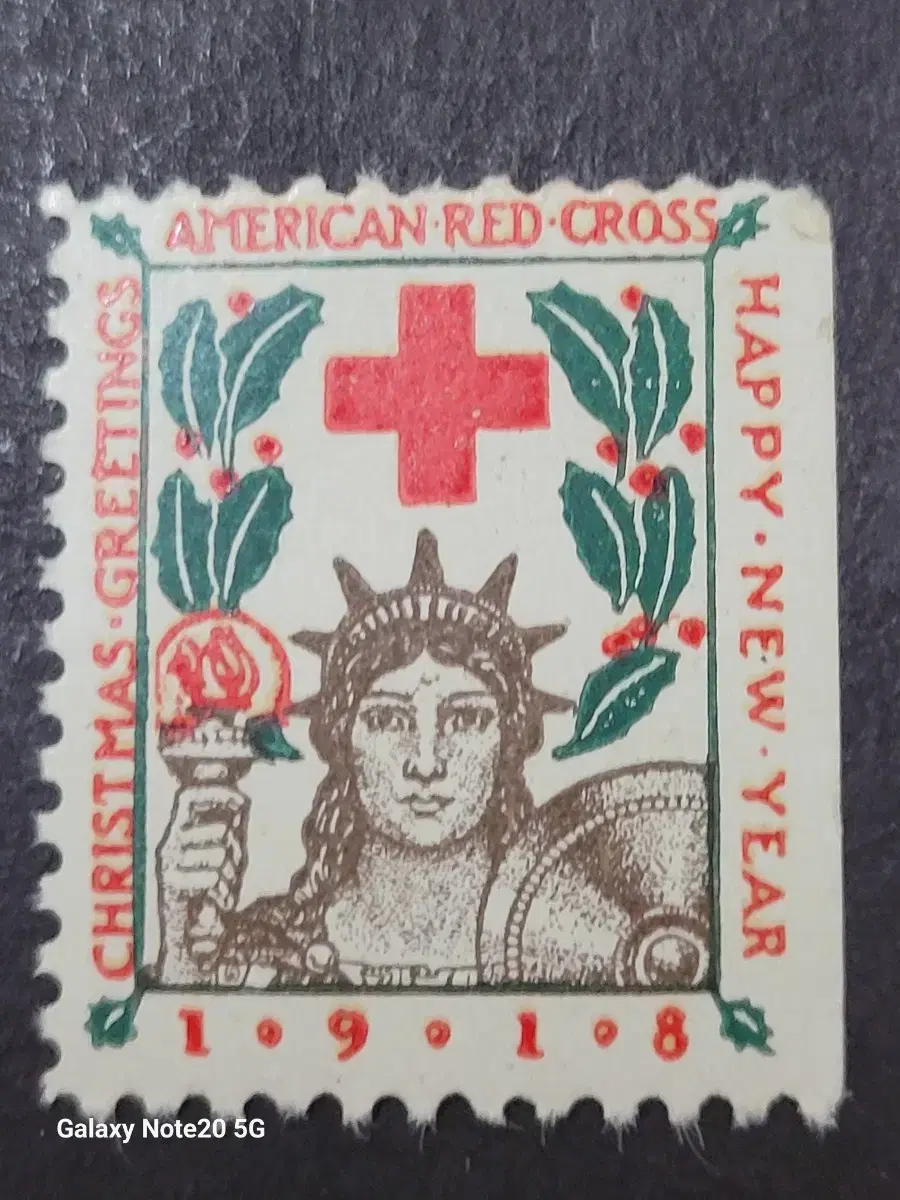 AMERICAN·RED·CROSS
CHRISTMAS·GREETINGS
HAPPY·NEW·YEAR
1·9·1·8
Galaxy Note20 5G